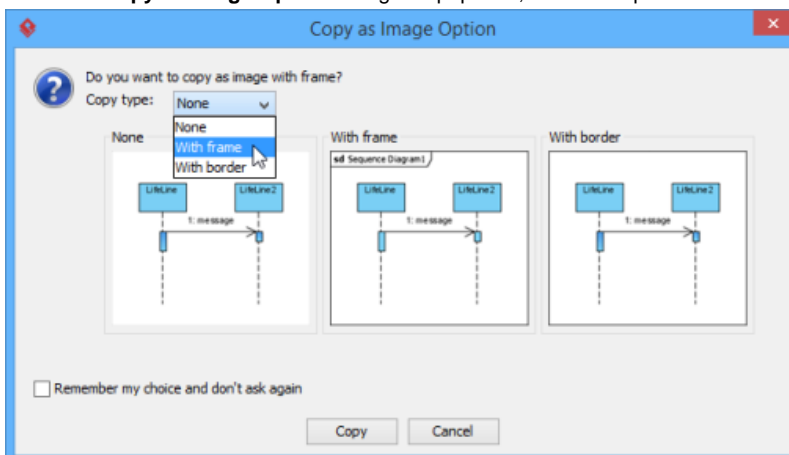 Copy as Image Option
Do you want to copy as image with frame?
Copy type: None
None
With frame
With border
None
LifeLine LifeLine2
1: message
With frame
sd Sequence Diagram1
LifeLine LifeLine2
1: message
With border
LifeLine LifeLine2
1: message
Remember my choice and don't ask again
Copy Cancel